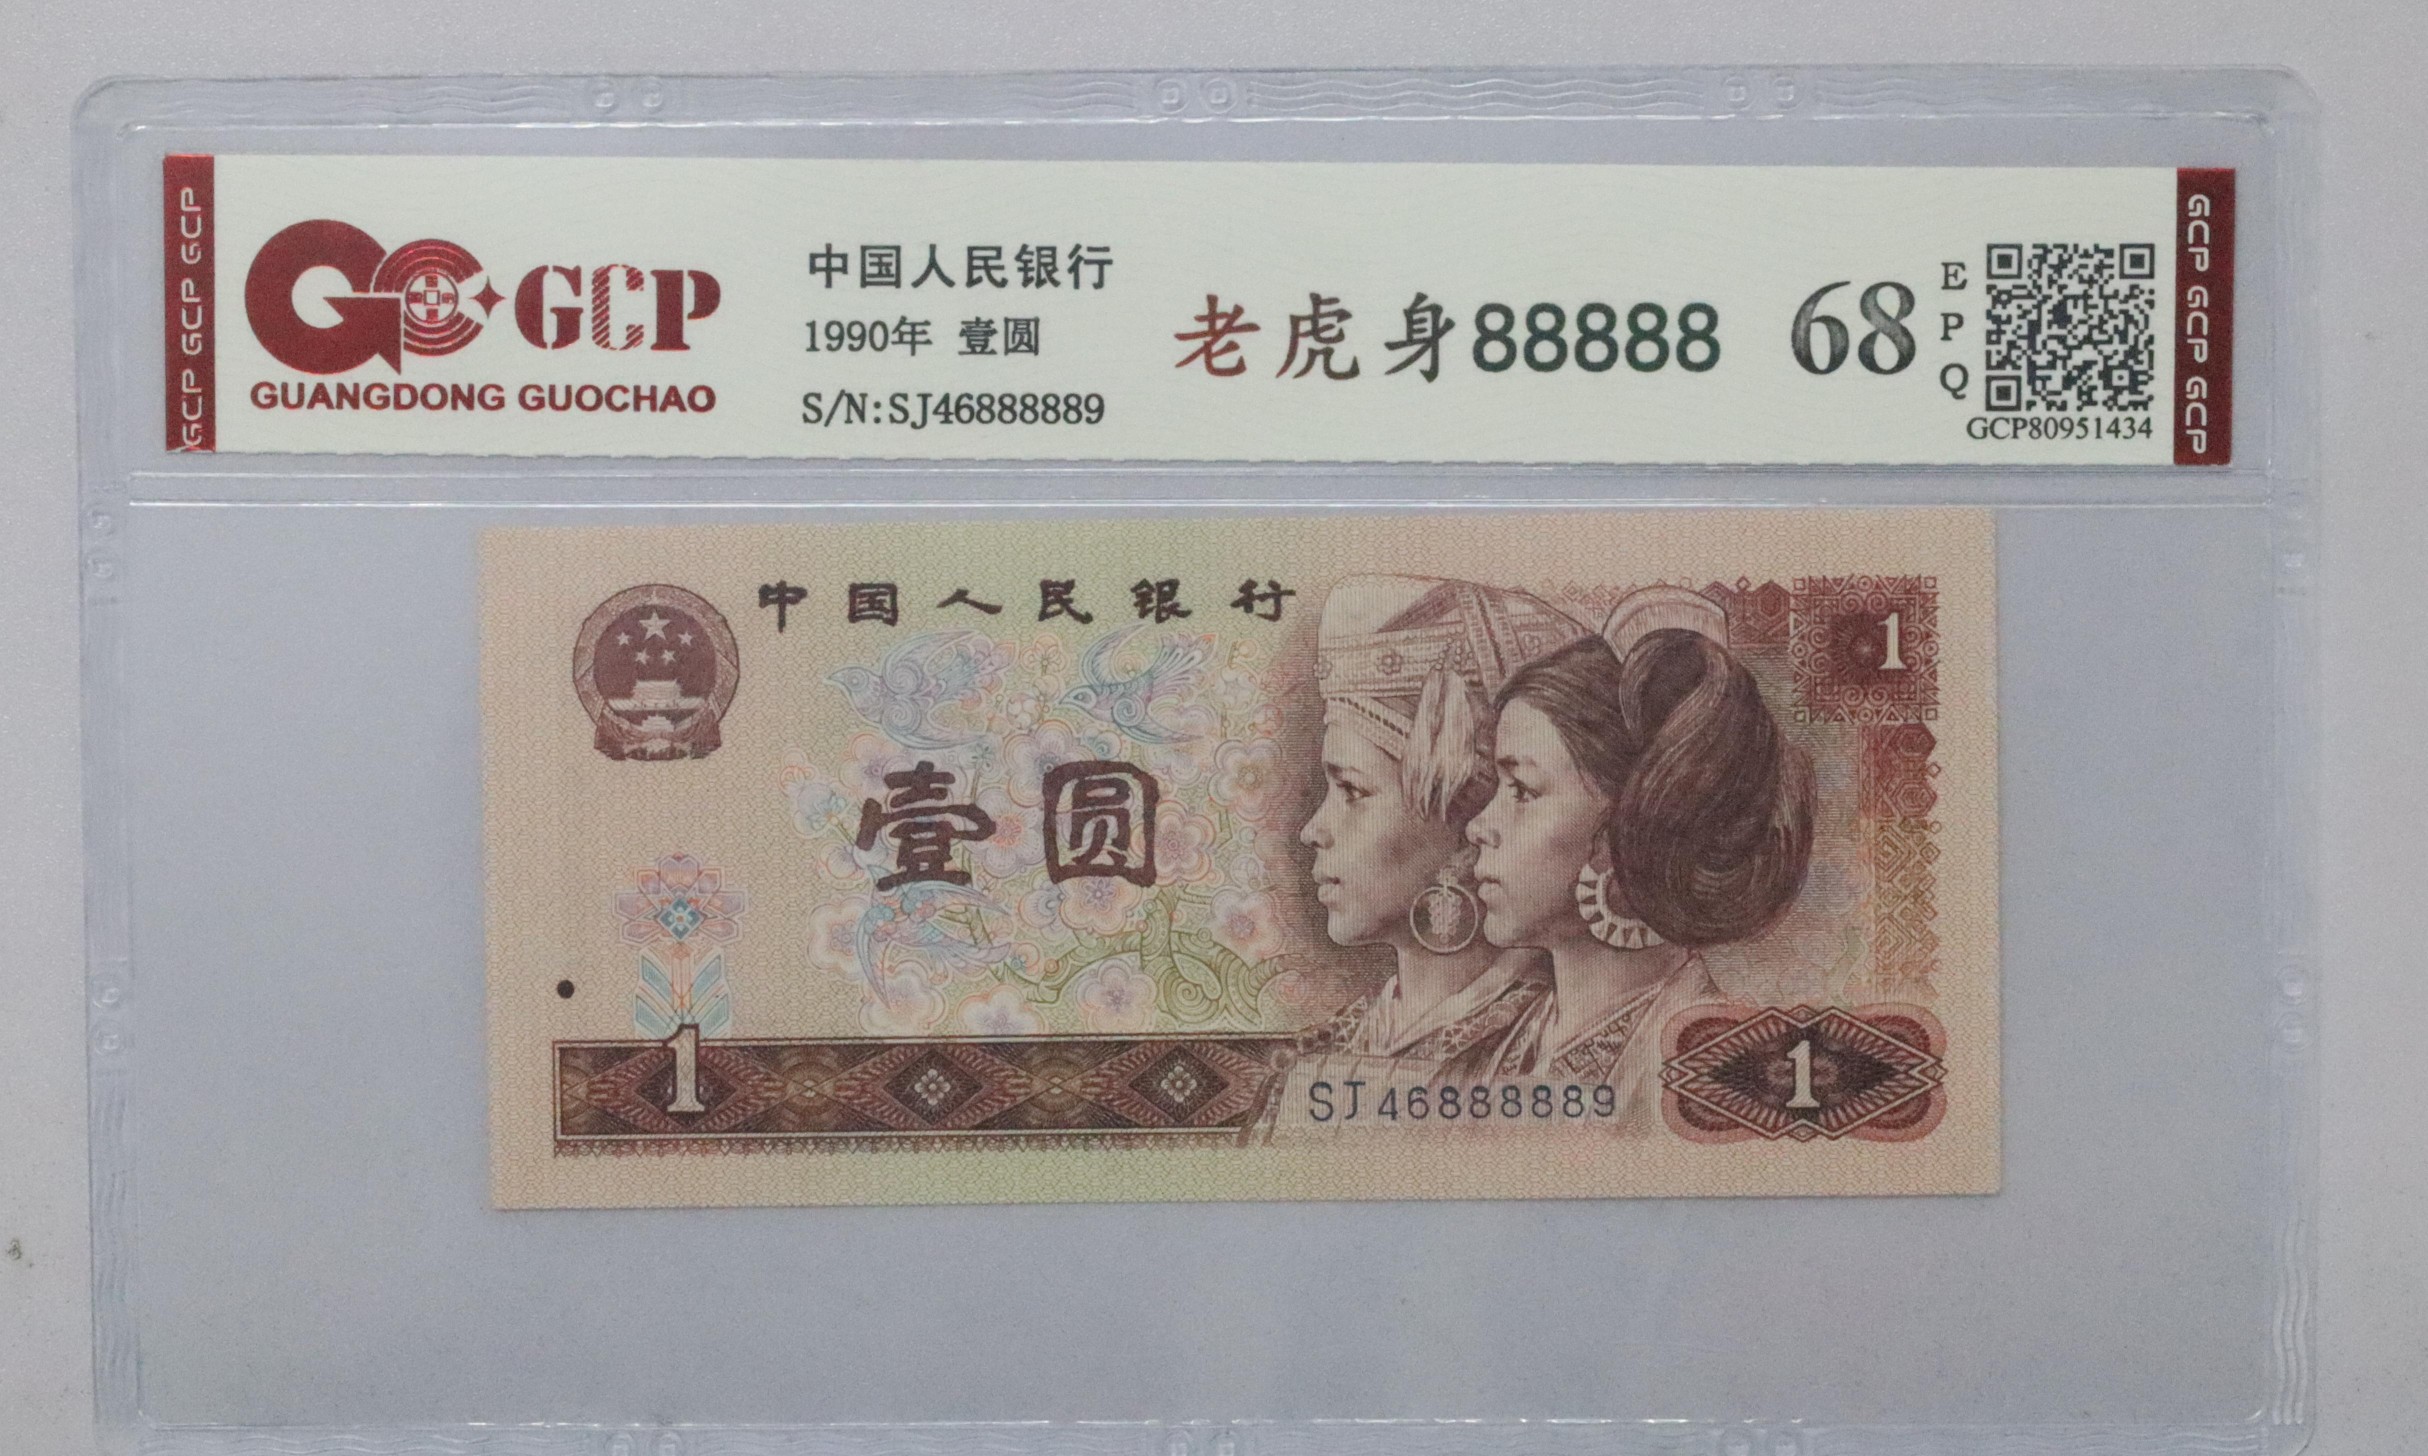 GCP GCP GCP
GCP
GUANGDONG GUOCHAO
中国人民银行
1990年 壹圆
S/N:SJ46888889
老虎身88888
68
EPQ
GCP80951434
GCP GCP GCP
中国人民银行
1
壹圆
1
SJ46888889
1